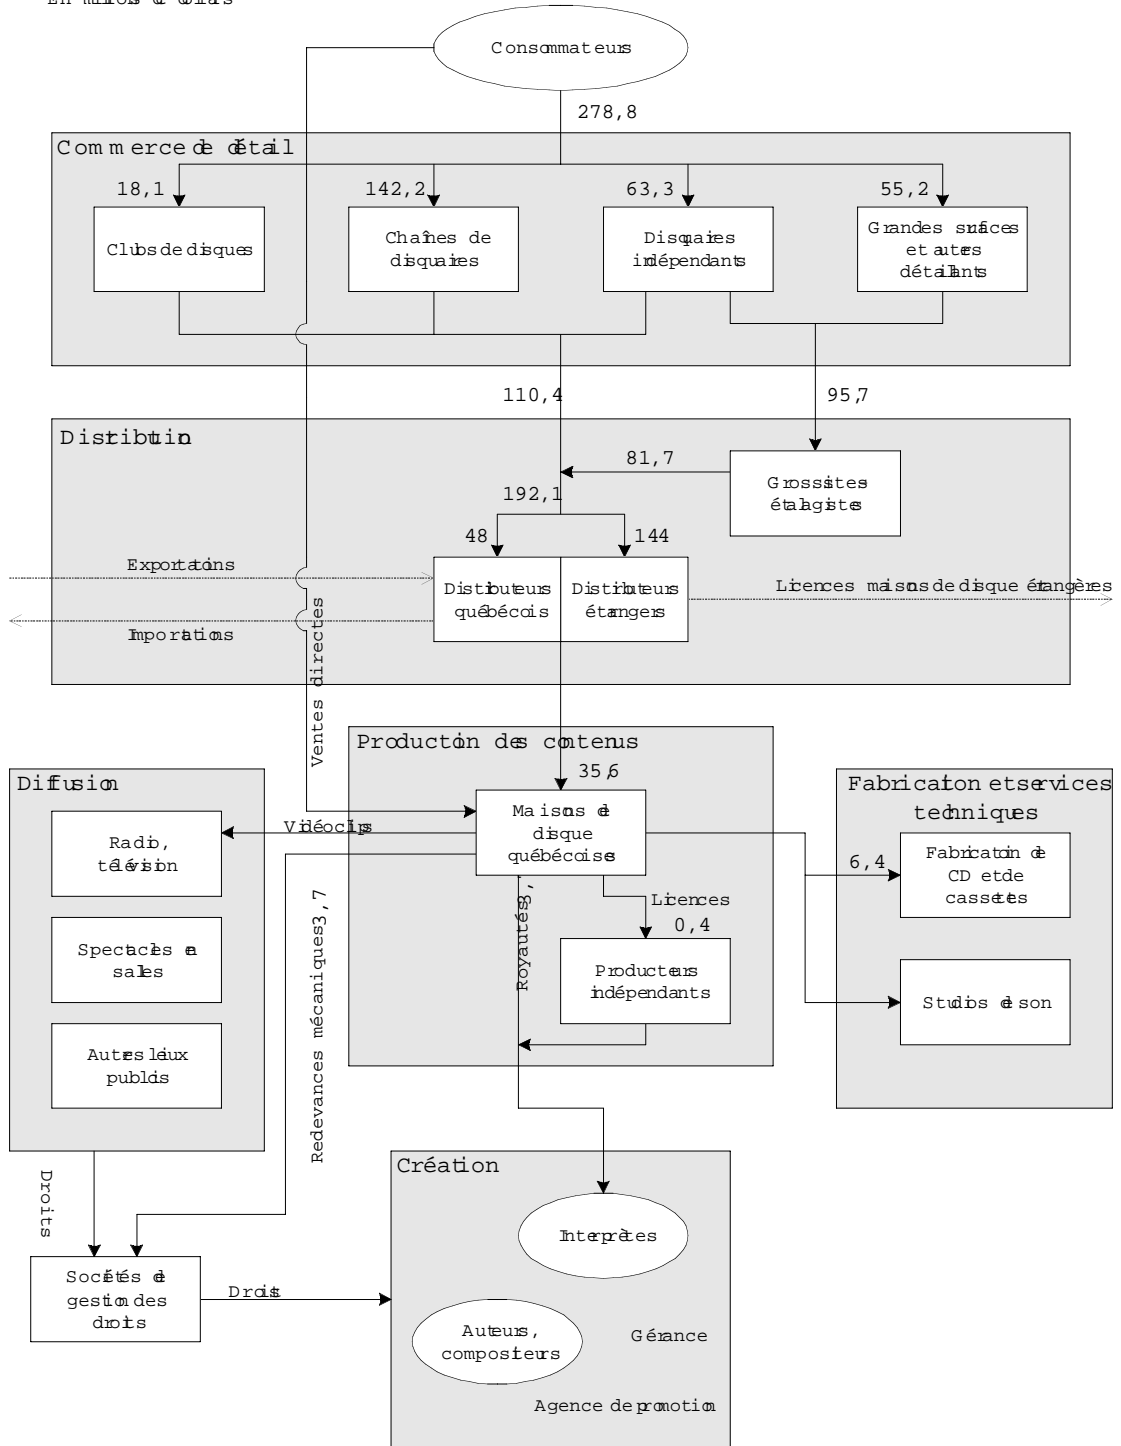 Consommateurs
278,8
Commerce de détail
18,1
142,2
63,3
55,2
Clubs de disques
Chaînes de
disquaires
Disquaires
indépendants
Grandes surfaces
et autres
détaillants
110,4
95,7
Distribution
81,7
Grossistes-
étalagistes
192,1
48
144
Exportations
Distributeurs
québécois
Distributeurs
étrangers
Licences maisons de disque étrangères
Importations
Ventes directes
Production des contenus
35,6
Diffusion
Fabrication et services
techniques
Maisons de
disque
québécoises
Vidéoclips
Radio,
télévision
6,4
Fabrication de
CD et de
cassettes
Licences
0,4
Royautés
Redevances mécaniques 3,7
Spectacles en
salles
Producteurs
indépendants
Studios de son
Autres lieux
publics
Droits
Création
Interprètes
Sociétés de
gestion des
droits
Droits
Auteurs,
compositeurs
Gérance
Agence de promotion